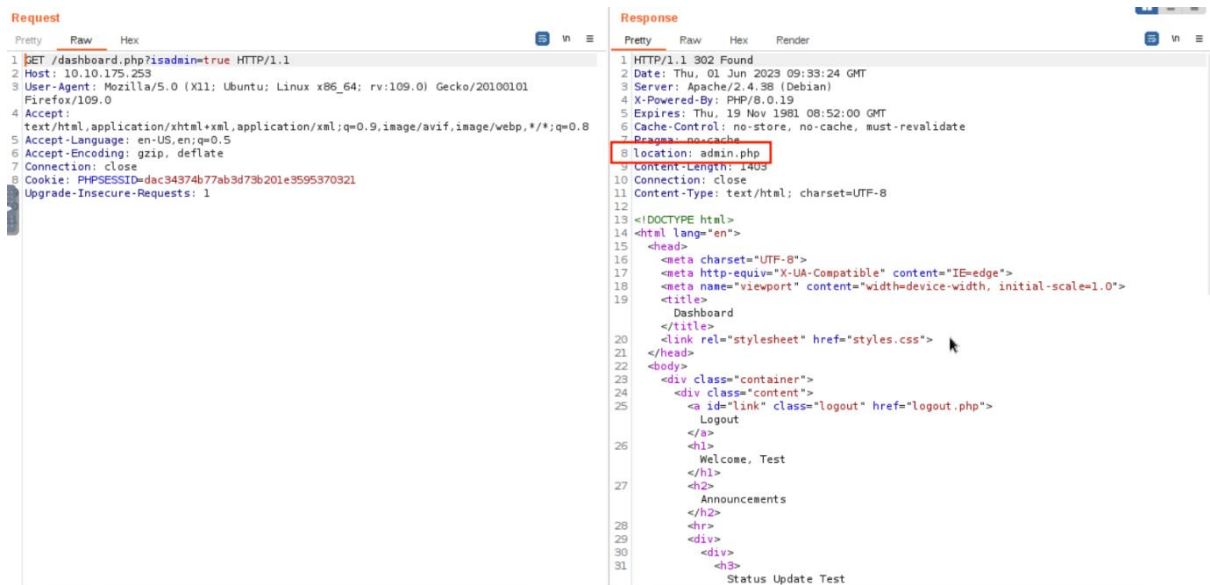 Request
Pretty Raw Hex \n
1 GET /dashboard.php?isadmin=true HTTP/1.1
2 Host: 10.10.175.253
3 User-Agent: Mozilla/5.0 (X11; Ubuntu; Linux x86_64; rv:109.0) Gecko/20100101
Firefox/109.0
4 Accept:
text/html,application/xhtml+xml,application/xml;q=0.9,image/avif,image/webp,*/*;q=0.8
5 Accept-Language: en-US,en;q=0.5
6 Accept-Encoding: gzip, deflate
7 Connection: close
8 Cookie: PHPSESSID=dac34374b77ab3d73b201e3595370321
Upgrade-Insecure-Requests: 1
Response
Pretty Raw Hex Render \n
1 HTTP/1.1 302 Found
2 Date: Thu, 01 Jun 2023 09:33:24 GMT
3 Server: Apache/2.4.38 (Debian)
4 X-Powered-By: PHP/8.0.19
5 Expires: Thu, 19 Nov 1981 08:52:00 GMT
6 Cache-Control: no-store, no-cache, must-revalidate
7 Pragma: no-cache
8 location: admin.php
9 Content-Length: 1403
10 Connection: close
11 Content-Type: text/html; charset=UTF-8
12
13 <!DOCTYPE html>
14 <html lang="en">
15 <head>
16 <meta charset="UTF-8">
17 <meta http-equiv="X-UA-Compatible" content="IE=edge">
18 <meta name="viewport" content="width=device-width, initial-scale=1.0">
19 <title>
Dashboard
</title>
20 <link rel="stylesheet" href="styles.css">
21 </head>
22 <body>
23 <div class="container">
24 <div class="content">
25 <a id="link" class="logout" href="logout.php">
Logout
</a>
26 <h1>
Welcome, Test
</h1>
27 <h2>
Announcements
</h2>
28 <hr>
29 <div>
30 <div>
31 <h3>
Status Update Test